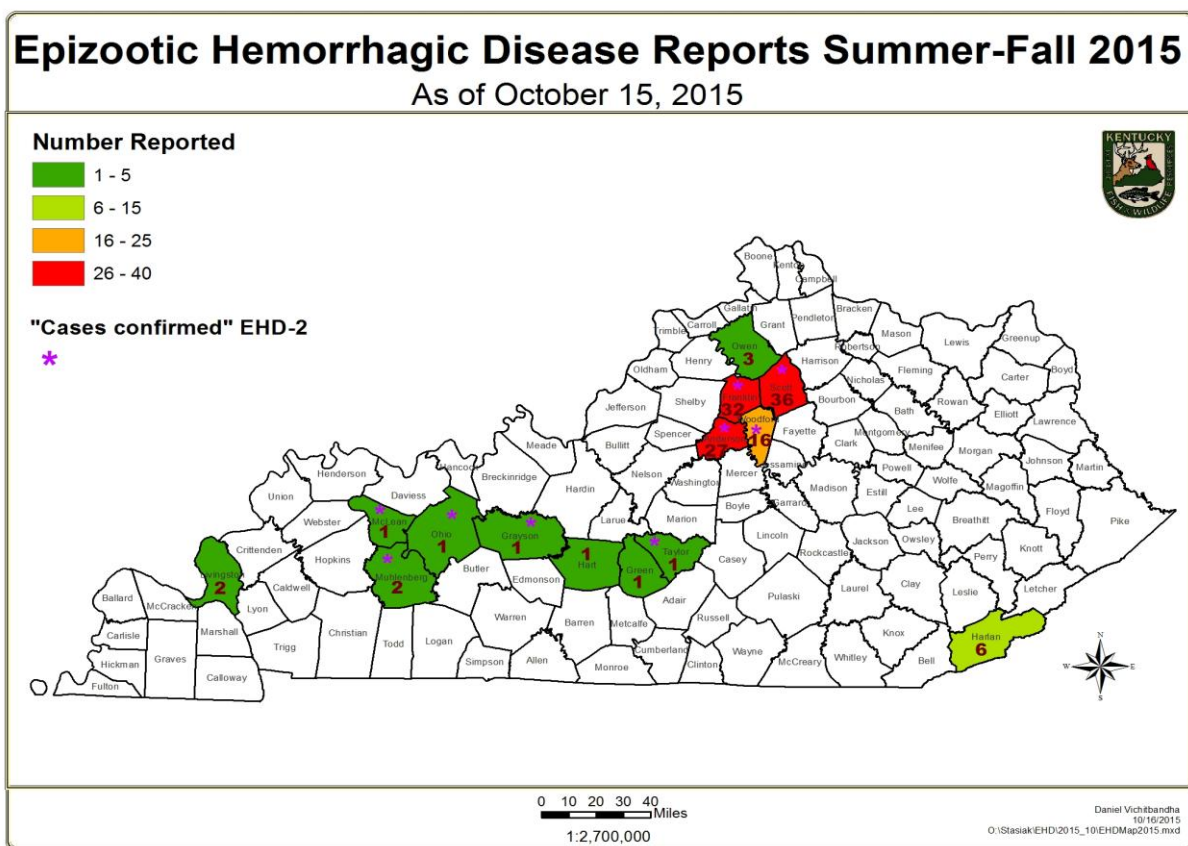 Epizootic Hemorrhagic Disease Reports Summer-Fall 2015
As of October 15, 2015
Number Reported
1 - 5
6 - 15
16 - 25
26 - 40
"Cases confirmed" EHD-2
*
KENTUCKY
FISH & WILDLIFE
Boone
Kenton
Campbell
Gallatin
Grant
Pendleton
Bracken
Mason
Lewis
Greenup
Trimble
Carroll
Owen
3
Robertson
Fleming
Carter
Boyd
Oldham
Henry
Harrison
Nicholas
Rowan
Elliott
Lawrence
Jefferson
Shelby
Franklin
32
Scott
36
Bourbon
Bath
Bullitt
Spencer
Anderson
27
Woodford
16
Fayette
Clark
Montgomery
Menifee
Morgan
Johnson
Martin
Meade
Nelson
Washington
Mercer
Powell
Wolfe
Magoffin
Henderson
Hancock
Breckinridge
Hardin
Madison
Estill
Lee
Floyd
Pike
Union
Daviess
Larue
Marion
Boyle
Garrard
Breathitt
Webster
McLean
1
Ohio
1
Grayson
1
Hart
1
Green
1
Taylor
1
Casey
Lincoln
Rockcastle
Jackson
Owsley
Perry
Knott
Crittenden
Hopkins
Muhlenberg
2
Butler
Edmonson
Adair
Pulaski
Laurel
Clay
Leslie
Letcher
Livingston
2
Caldwell
Lyon
Warren
Barren
Metcalfe
Russell
Knox
Harlan
6
Ballard
McCracken
Marshall
Trigg
Christian
Todd
Logan
Simpson
Allen
Monroe
Cumberland
Clinton
Wayne
McCreary
Whitley
Bell
Carlisle
Graves
Calloway
Hickman
Fulton
N
W
E
S
0 10 20 30 40
Miles
1:2,700,000
Daniel Vichitbandha
10/16/2015
O:\Stasiak\EHD\2015_10\EHDMap2015.mxd